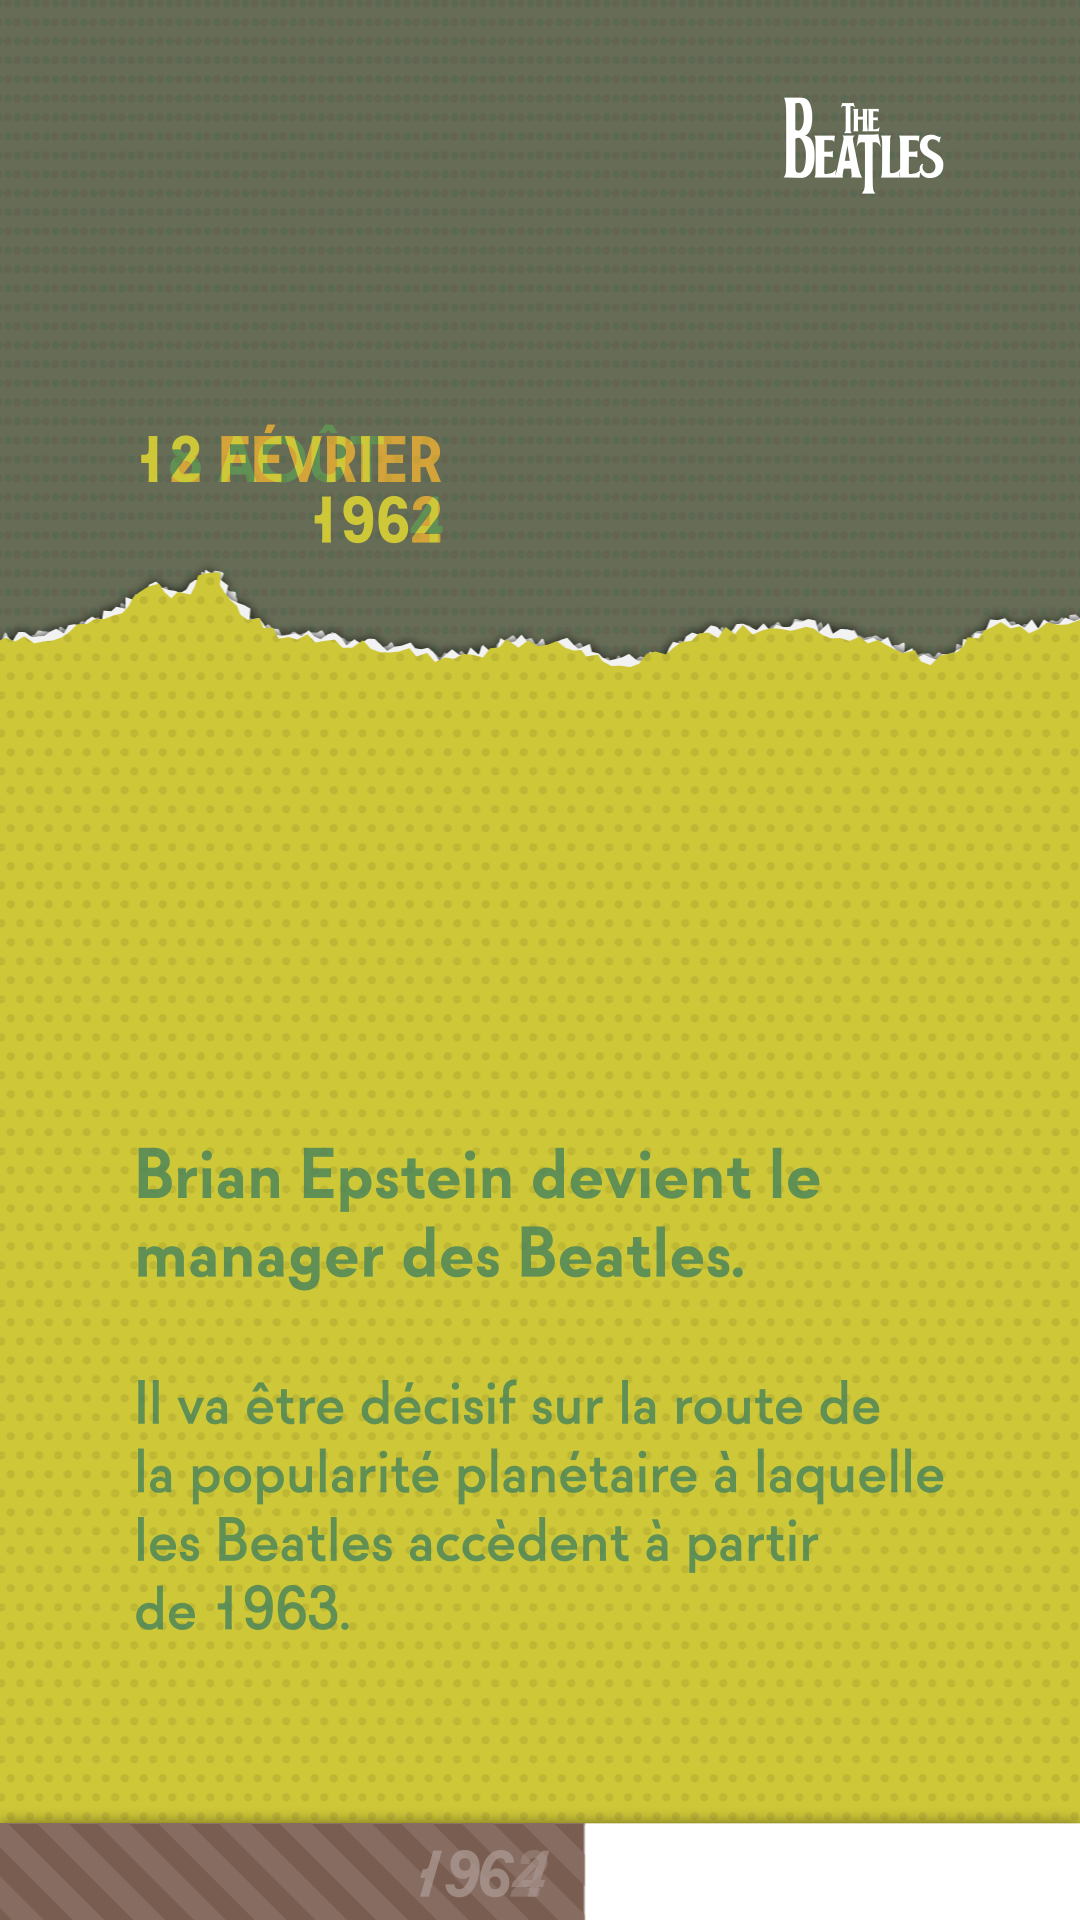 THE
BEATLES
12 FÉVRIER
1962
Brian Epstein devient le
manager des Beatles.
Il va être décisif sur la route de
la popularité planétaire à laquelle
les Beatles accèdent à partir
de 1963.